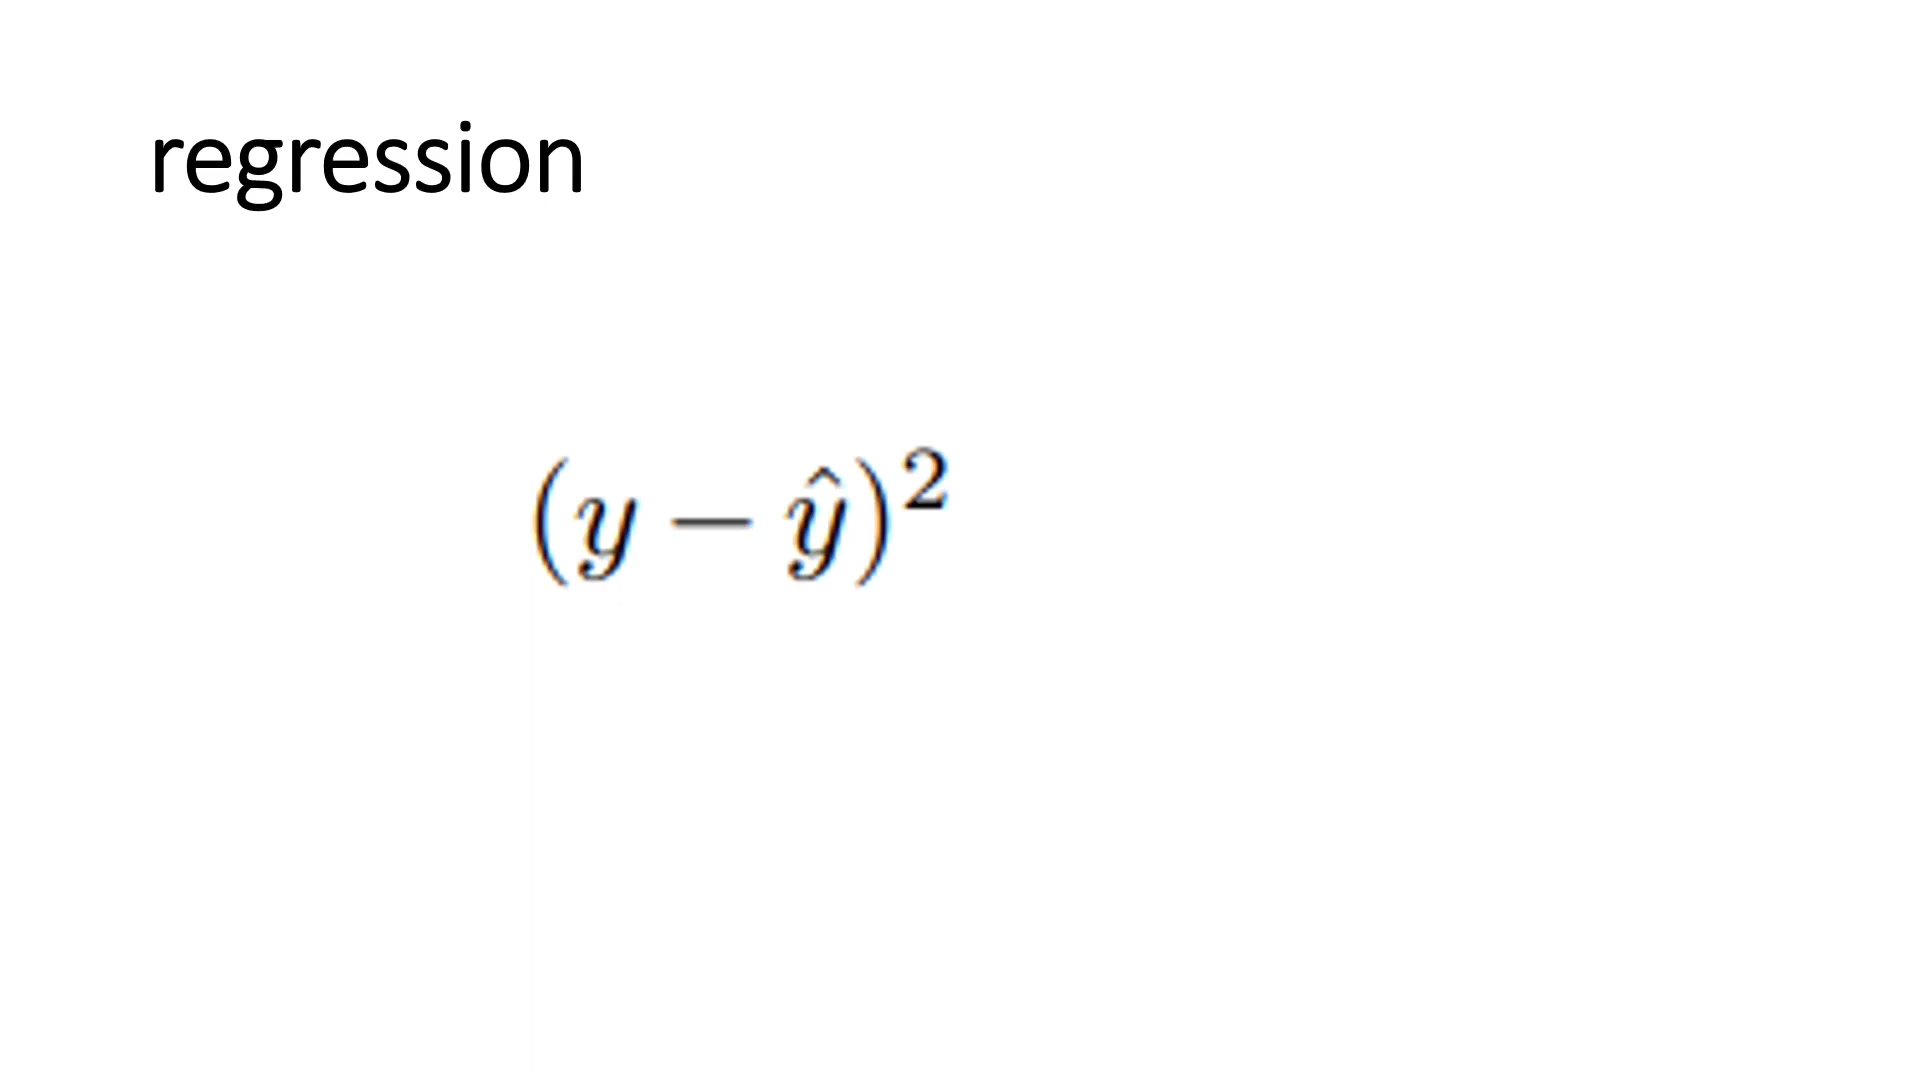 regression
(y − ŷ)²